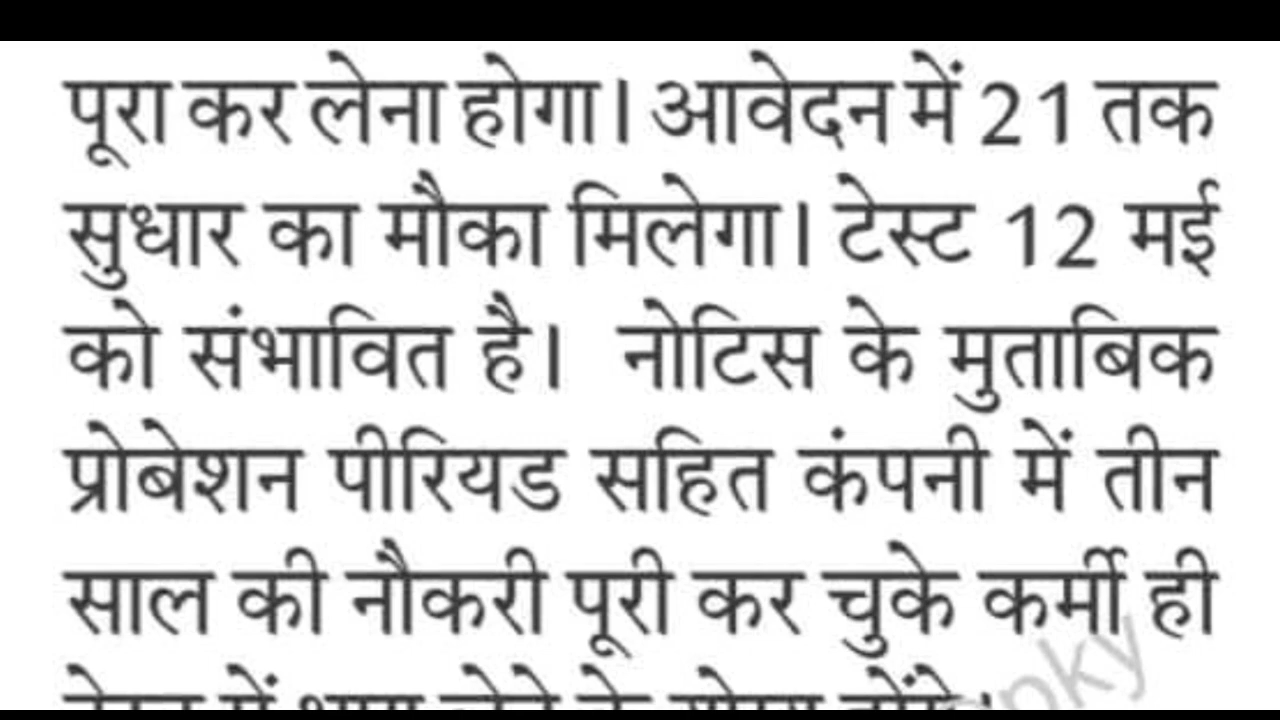 पूरा कर लेना होगा। आवेदन में 21 तक
सुधार का मौका मिलेगा। टेस्ट 12 मई
को संभावित है। नोटिस के मुताबिक
प्रोबेशन पीरियड सहित कंपनी में तीन
साल की नौकरी पूरी कर चुके कर्मी ही